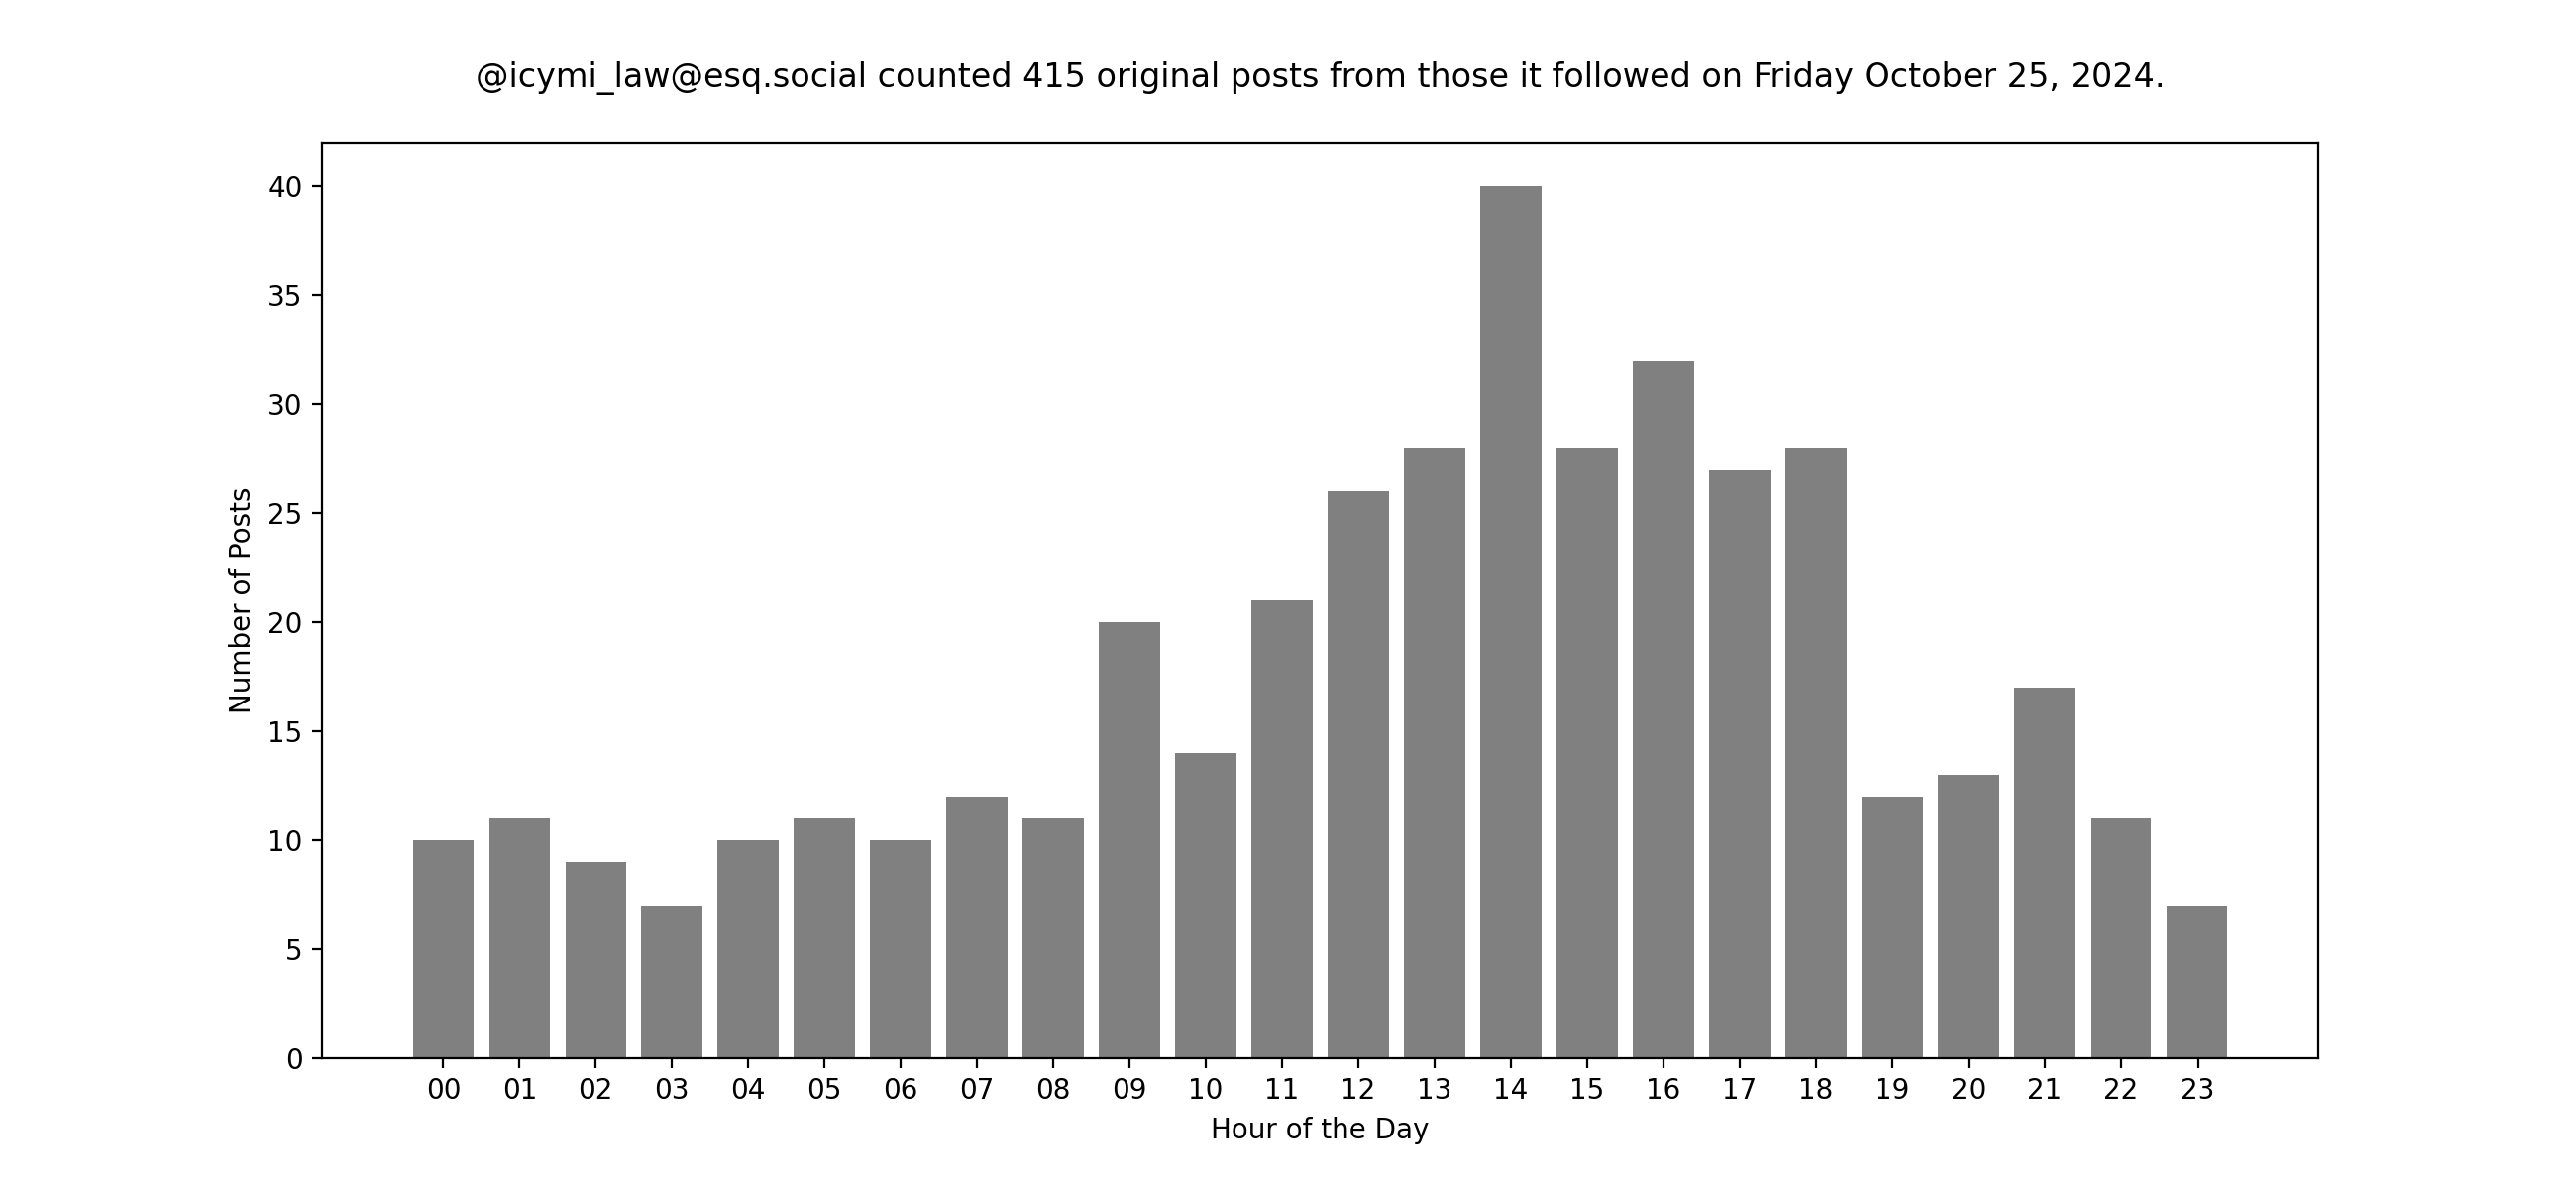 @icymi_law@esq.social counted 415 original posts from those it followed on Friday October 25, 2024.
40
35
30
25
20
15
10
5
0
Number of Posts
00 01 02 03 04 05 06 07 08 09 10 11 12 13 14 15 16 17 18 19 20 21 22 23
Hour of the Day